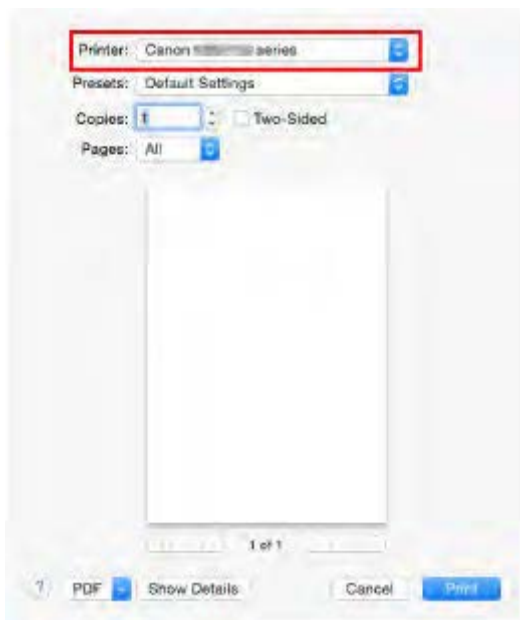 Printer: Canon series
Presets: Default Settings
Copies: 1 Two-Sided
Pages: All
1 of 1
? PDF Show Details Cancel Print